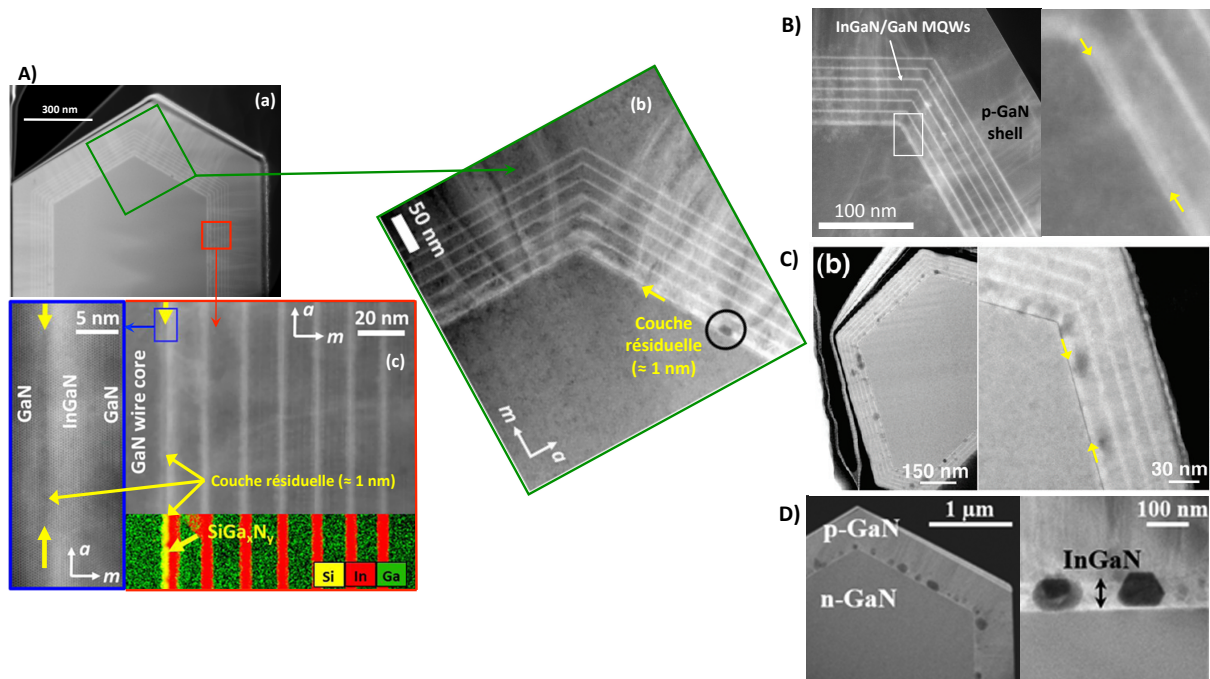 A)
(a)
300 nm
(b)
50 nm
Couche
résiduelle
(≈ 1 nm)
m
a
5 nm
a
m
20 nm
GaN
InGaN
GaN
GaN wire core
(c)
Couche résiduelle (≈ 1 nm)
SiGaxNy
a
m
Si
In
Ga
B)
InGaN/GaN MQWs
p-GaN
shell
100 nm
C)
(b)
150 nm
30 nm
D)
1 µm
100 nm
p-GaN
n-GaN
InGaN